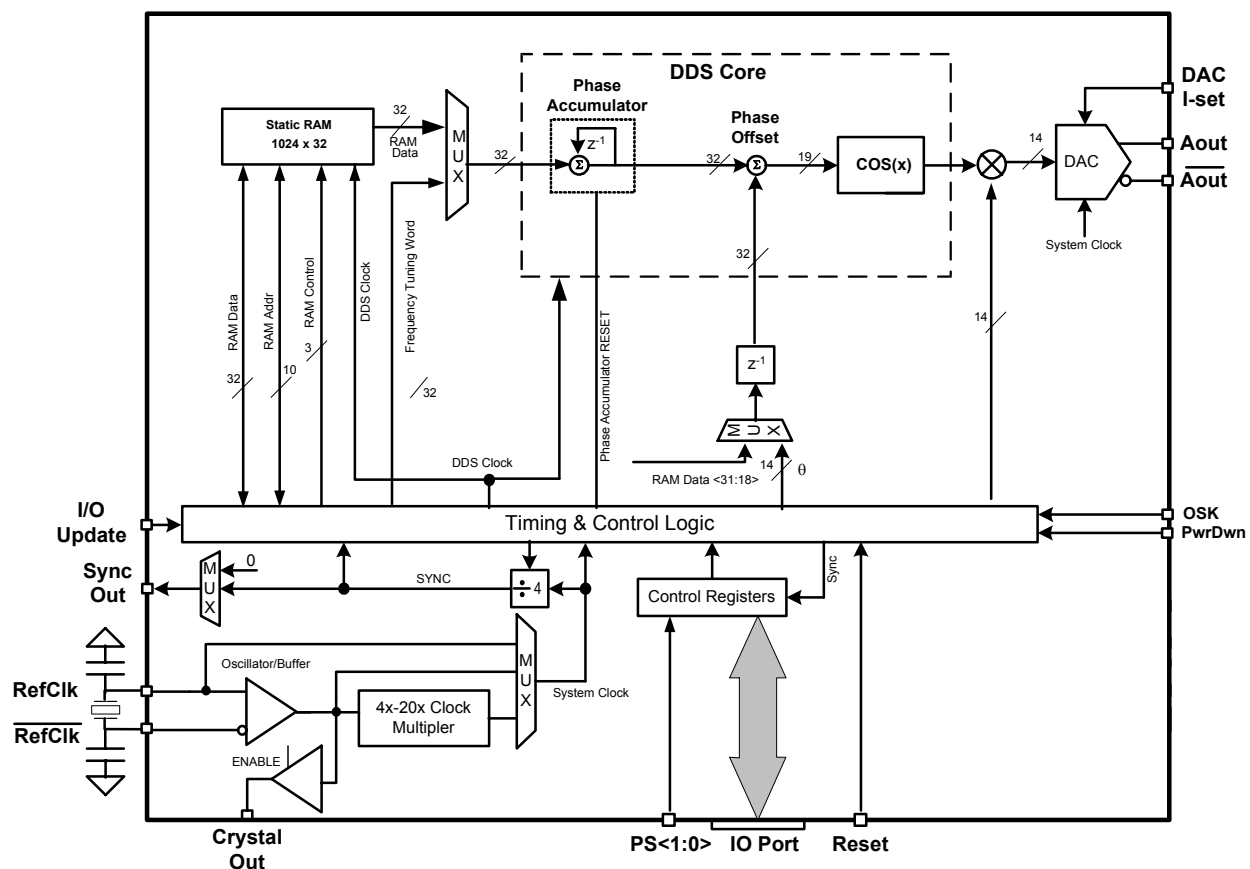 DDS Core
DAC
I-set
Phase
Accumulator
Static RAM
1024 x 32
32
RAM
Data
M
U
X
32
z-1
Σ
Phase
Offset
32
Σ
19
COS(x)
14
DAC
Aout
Aout
System Clock
RAM Data
32
RAM Addr
10
RAM Control
3
DDS Clock
Frequency Tuning Word
32
Phase Accumulator RESET
32
14
z-1
M
U
X
RAM Data <31:18>
14
θ
DDS Clock
I/O
Update
Timing & Control Logic
OSK
PwrDwn
Sync
Out
M
U
X
0
SYNC
÷ 4
Control Registers
Sync
RefClk
RefClk
Oscillator/Buffer
4x-20x Clock
Multipler
M
U
X
System Clock
ENABLE
Crystal
Out
PS<1:0>
IO Port
Reset